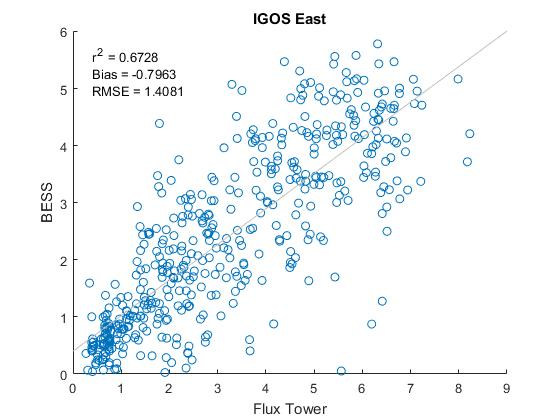 IGOS East
r2 = 0.6728
Bias = -0.7963
RMSE = 1.4081
6
5
4
3
2
1
0
BESS
0 1 2 3 4 5 6 7 8 9
Flux Tower